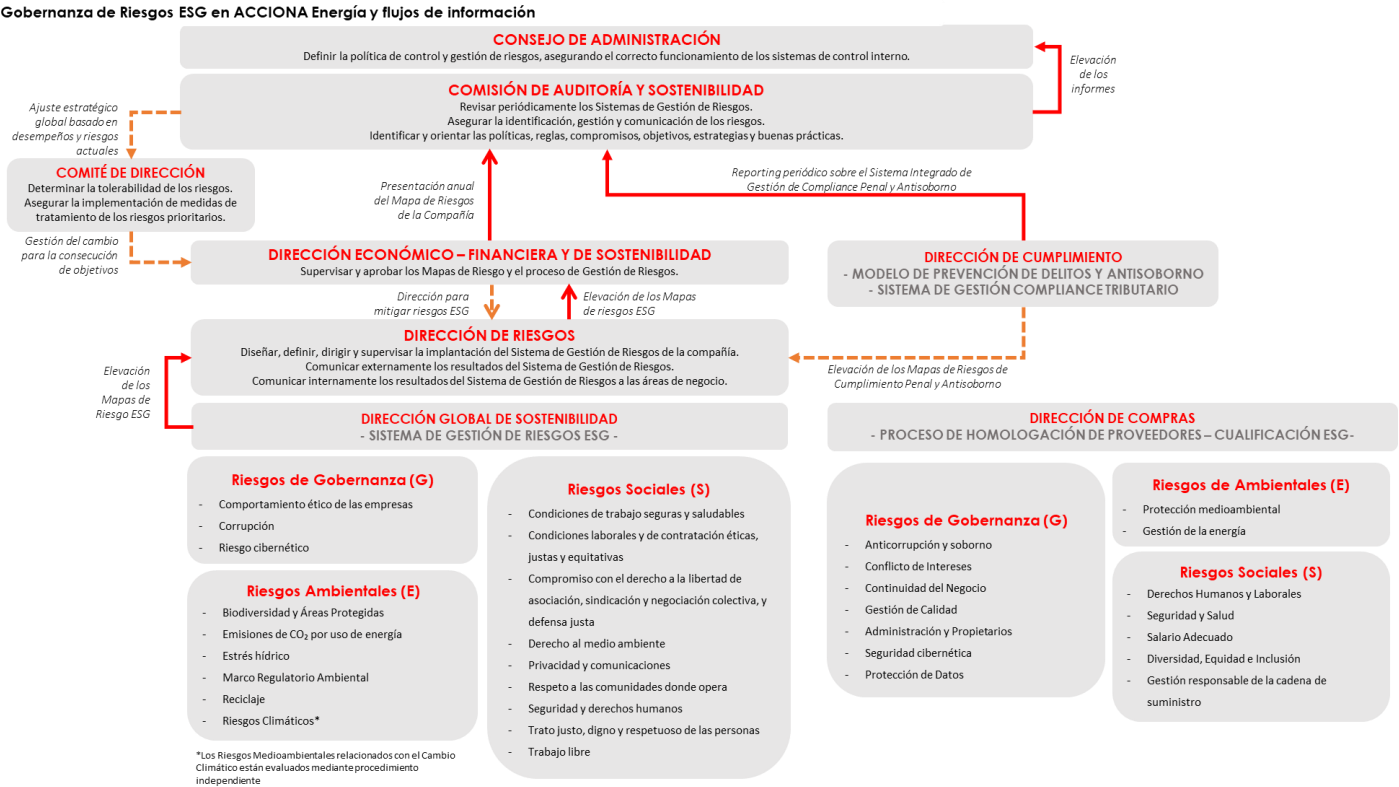 Gobernanza de Riesgos ESG en ACCIONA Energía y flujos de información
CONSEJO DE ADMINISTRACIÓN
Definir la política de control y gestión de riesgos, asegurando el correcto funcionamiento de los sistemas de control interno.
Elevación
de los
informes
COMISIÓN DE AUDITORÍA Y SOSTENIBILIDAD
Revisar periódicamente los Sistemas de Gestión de Riesgos.
Asegurar la identificación, gestión y comunicación de los riesgos.
Identificar y orientar las políticas, reglas, compromisos, objetivos, estrategias y buenas prácticas.
Ajuste estratégico
global basado en
desempeños y riesgos
actuales
COMITÉ DE DIRECCIÓN
Determinar la tolerabilidad de los riesgos.
Asegurar la implementación de medidas de
tratamiento de los riesgos prioritarios.
Presentación anual
del Mapa de Riesgos
de la Compañía
Reporting periódico sobre el Sistema Integrado de
Gestión de Compliance Penal y Antisoborno
Gestión del cambio
para la consecución
de objetivos
DIRECCIÓN ECONÓMICO – FINANCIERA Y DE SOSTENIBILIDAD
Supervisar y aprobar los Mapas de Riesgo y el proceso de Gestión de Riesgos.
DIRECCIÓN DE CUMPLIMIENTO
- MODELO DE PREVENCIÓN DE DELITOS Y ANTISOBORNO
- SISTEMA DE GESTIÓN COMPLIANCE TRIBUTARIO
Dirección para
mitigar riesgos ESG
Elevación de los Mapas
de riesgos ESG
DIRECCIÓN DE RIESGOS
Diseñar, definir, dirigir y supervisar la implantación del Sistema de Gestión de Riesgos de la compañía.
Comunicar externamente los resultados del Sistema de Gestión de Riesgos.
Comunicar internamente los resultados del Sistema de Gestión de Riesgos a las áreas de negocio.
Elevación de los Mapas de Riesgos de
Cumplimiento Penal y Antisoborno
Elevación
de los
Mapas de
Riesgo ESG
DIRECCIÓN GLOBAL DE SOSTENIBILIDAD
- SISTEMA DE GESTIÓN DE RIESGOS ESG -
DIRECCIÓN DE COMPRAS
- PROCESO DE HOMOLOGACIÓN DE PROVEEDORES – CUALIFICACIÓN ESG-
Riesgos de Gobernanza (G)
- Comportamiento ético de las empresas
- Corrupción
- Riesgo cibernético
Riesgos Ambientales (E)
- Biodiversidad y Áreas Protegidas
- Emisiones de CO₂ por uso de energía
- Estrés hídrico
- Marco Regulatorio Ambiental
- Reciclaje
- Riesgos Climáticos*
*Los Riesgos Medioambientales relacionados con el Cambio
Climático están evaluados mediante procedimiento
independiente
Riesgos Sociales (S)
- Condiciones de trabajo seguras y saludables
- Condiciones laborales y de contratación éticas,
justas y equitativas
- Compromiso con el derecho a la libertad de
asociación, sindicación y negociación colectiva, y
defensa justa
- Derecho al medio ambiente
- Privacidad y comunicaciones
- Respeto a las comunidades donde opera
- Seguridad y derechos humanos
- Trato justo, digno y respetuoso de las personas
- Trabajo libre
Riesgos de Gobernanza (G)
- Anticorrupción y soborno
- Conflicto de Intereses
- Continuidad del Negocio
- Gestión de Calidad
- Administración y Propietarios
- Seguridad cibernética
- Protección de Datos
Riesgos de Ambientales (E)
- Protección medioambiental
- Gestión de la energía
Riesgos Sociales (S)
- Derechos Humanos y Laborales
- Seguridad y Salud
- Salario Adecuado
- Diversidad, Equidad e Inclusión
- Gestión responsable de la cadena de
suministro